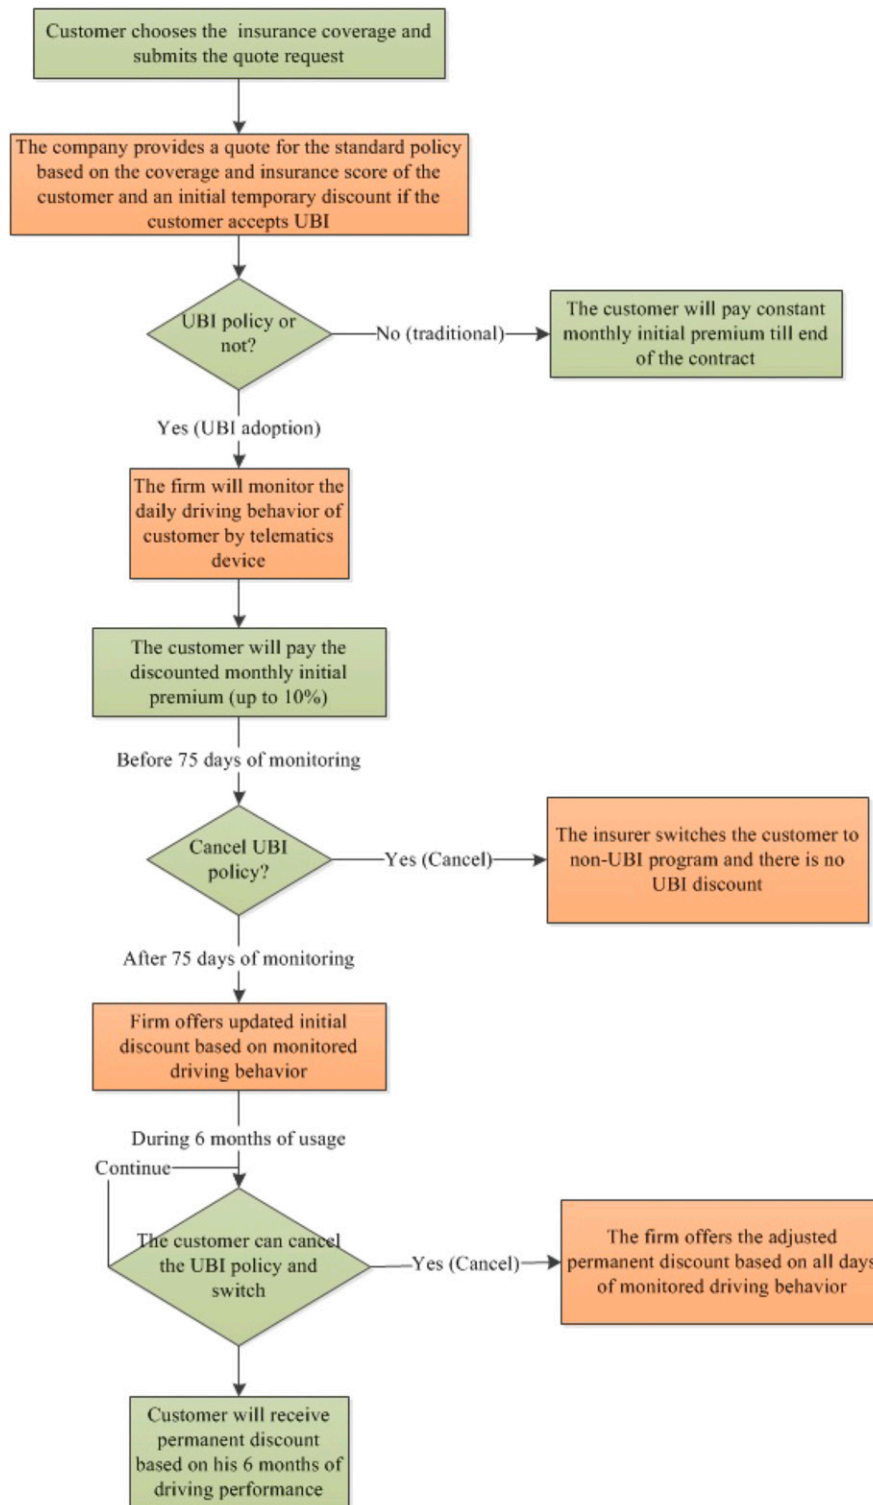 Customer chooses the insurance coverage and
submits the quote request
The company provides a quote for the standard policy
based on the coverage and insurance score of the
customer and an initial temporary discount if the
customer accepts UBI
UBI policy or
not?
No (traditional)
The customer will pay constant
monthly initial premium till end
of the contract
Yes (UBI adoption)
The firm will monitor the
daily driving behavior of
customer by telematics
device
The customer will pay the
discounted monthly initial
premium (up to 10%)
Before 75 days of monitoring
Cancel UBI
policy?
Yes (Cancel)
The insurer switches the customer to
non-UBI program and there is no
UBI discount
After 75 days of monitoring
Firm offers updated initial
discount based on monitored
driving behavior
During 6 months of usage
Continue
The customer can cancel
the UBI policy and
switch
Yes (Cancel)
The firm offers the adjusted
permanent discount based on all days
of monitored driving behavior
Customer will receive
permanent discount
based on his 6 months of
driving performance